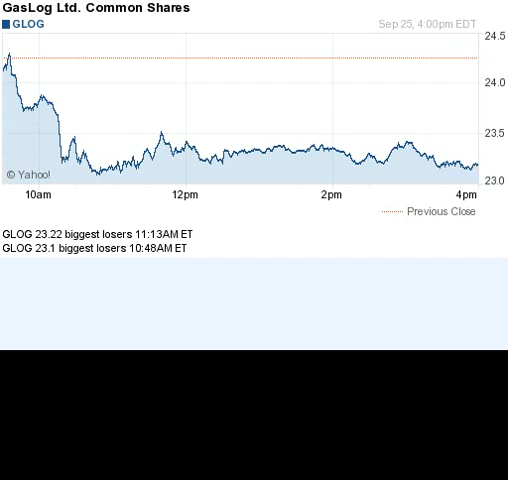 GasLog Ltd. Common Shares
GLOG
Sep 25, 4:00pm EDT
24.5
24.0
23.5
23.0
© Yahoo!
10am
12pm
2pm
4pm
Previous Close
GLOG 23.22 biggest losers 11:13AM ET
GLOG 23.1 biggest losers 10:48AM ET